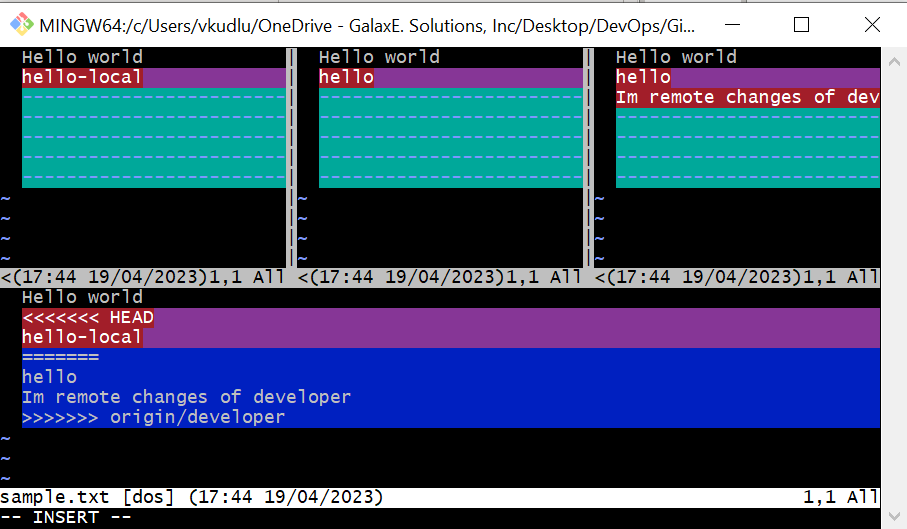 MINGW64:/c/Users/vkudlu/OneDrive - GalaxE. Solutions, Inc/Desktop/DevOps/Gi...
Hello world
hello-local
------------------------
------------------------
------------------------
------------------------
------------------------
~
~
~
~
<(17:44 19/04/2023)1,1 All
Hello world
hello
------------------------
------------------------
------------------------
------------------------
------------------------
~
~
~
~
<(17:44 19/04/2023)1,1 All
Hello world
hello
Im remote changes of dev
------------------------
------------------------
------------------------
------------------------
~
~
~
~
<(17:44 19/04/2023)1,1 All
Hello world
<<<<<<< HEAD
hello-local
=======
hello
Im remote changes of developer
>>>>>>> origin/developer
~
~
~
sample.txt [dos] (17:44 19/04/2023) 1,1 All
-- INSERT --